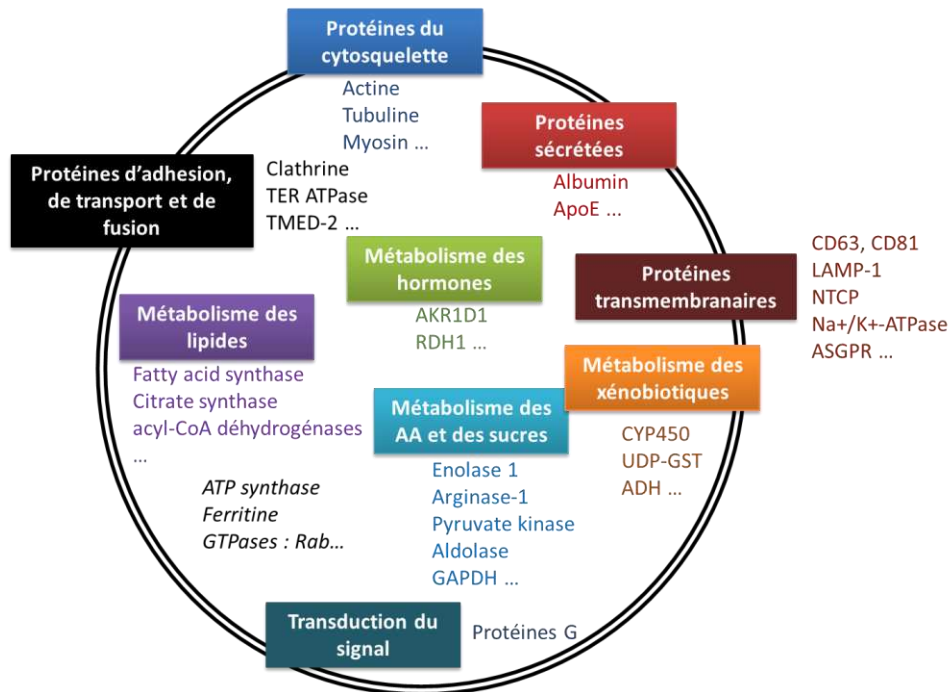 Protéines du
cytosquelette
Actine
Tubuline
Myosin ...
Protéines
sécrétées
Albumin
ApoE ...
Protéines d’adhesion,
de transport et de
fusion
Clathrine
TER ATPase
TMED-2 ...
Métabolisme des
hormones
AKR1D1
RDH1 ...
Protéines
transmembranaires
CD63, CD81
LAMP-1
NTCP
Na+/K+-ATPase
ASGPR ...
Métabolisme des
lipides
Fatty acid synthase
Citrate synthase
acyl-CoA déhydrogénases
...
Métabolisme des
AA et des sucres
Enolase 1
Arginase-1
Pyruvate kinase
Aldolase
GAPDH ...
Métabolisme des
xénobiotiques
CYP450
UDP-GST
ADH ...
ATP synthase
Ferritine
GTPases : Rab...
Transduction du
signal
Protéines G